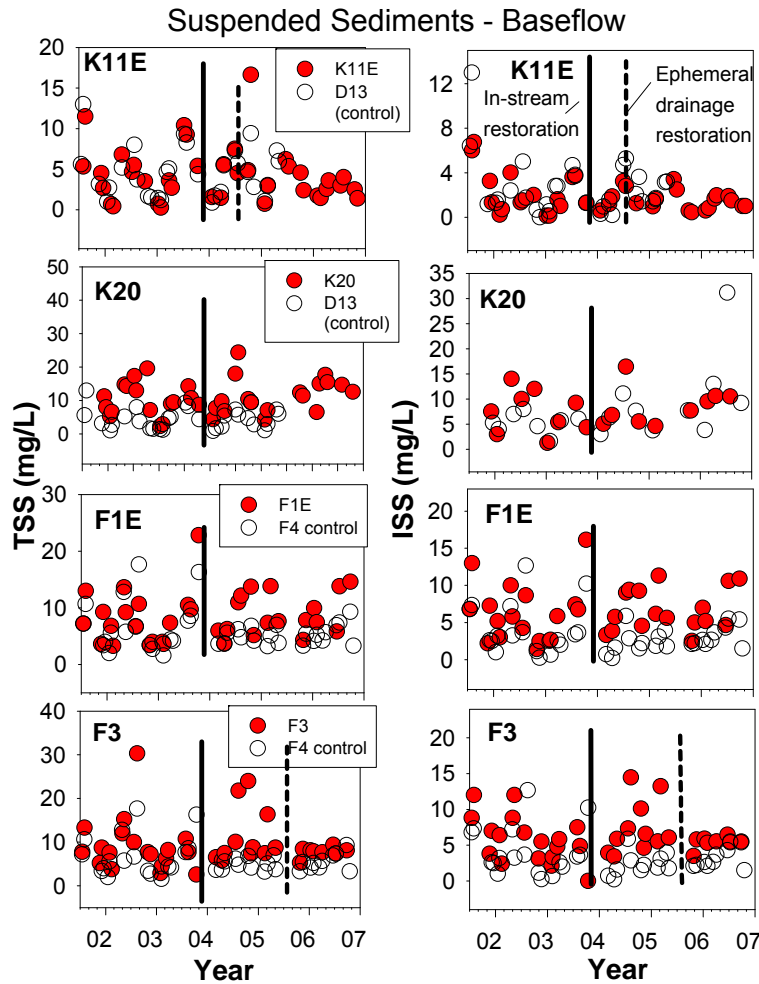 Suspended Sediments - Baseflow
TSS (mg/L)
20
15
10
5
0
K11E
K11E
D13
(control)
12
8
4
0
K11E
In-stream
restoration
Ephemeral
drainage
restoration
50
40
30
20
10
0
K20
K20
D13
(control)
ISS (mg/L)
35
30
25
20
15
10
5
0
K20
30
20
10
0
F1E
F1E
F4 control
20
15
10
5
0
F1E
40
30
20
10
0
F3
F3
F4 control
20
15
10
5
0
F3
02 03 04 05 06 07
Year
02 03 04 05 06 07
Year